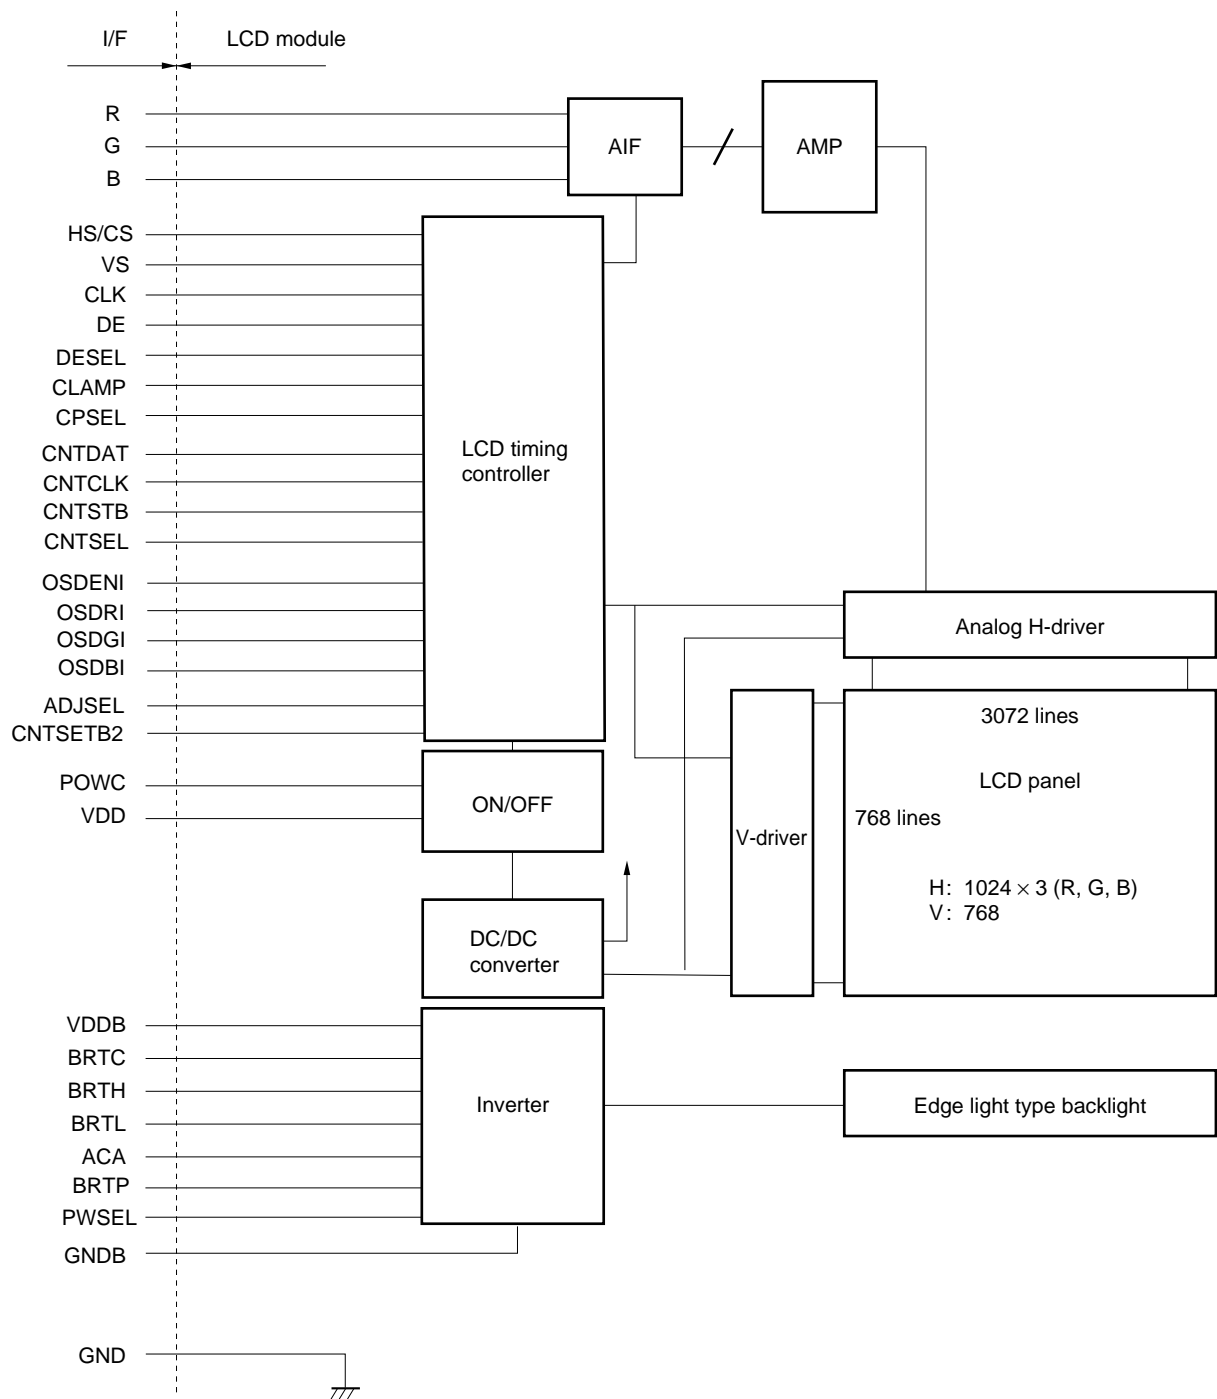 I/F
LCD module
R
G
B
AIF
AMP
HS/CS
VS
CLK
DE
DESEL
CLAMP
CPSEL
CNTDAT
CNTCLK
CNTSTB
CNTSEL
OSDENI
OSDRI
OSDGI
OSDBI
ADJSEL
CNTSETB2
LCD timing
controller
Analog H-driver
3072 lines
LCD panel
768 lines
H: 1024 × 3 (R, G, B)
V: 768
V-driver
POWC
VDD
ON/OFF
DC/DC
converter
VDDB
BRTC
BRTH
BRTL
ACA
BRTP
PWSEL
GNDB
Inverter
Edge light type backlight
GND